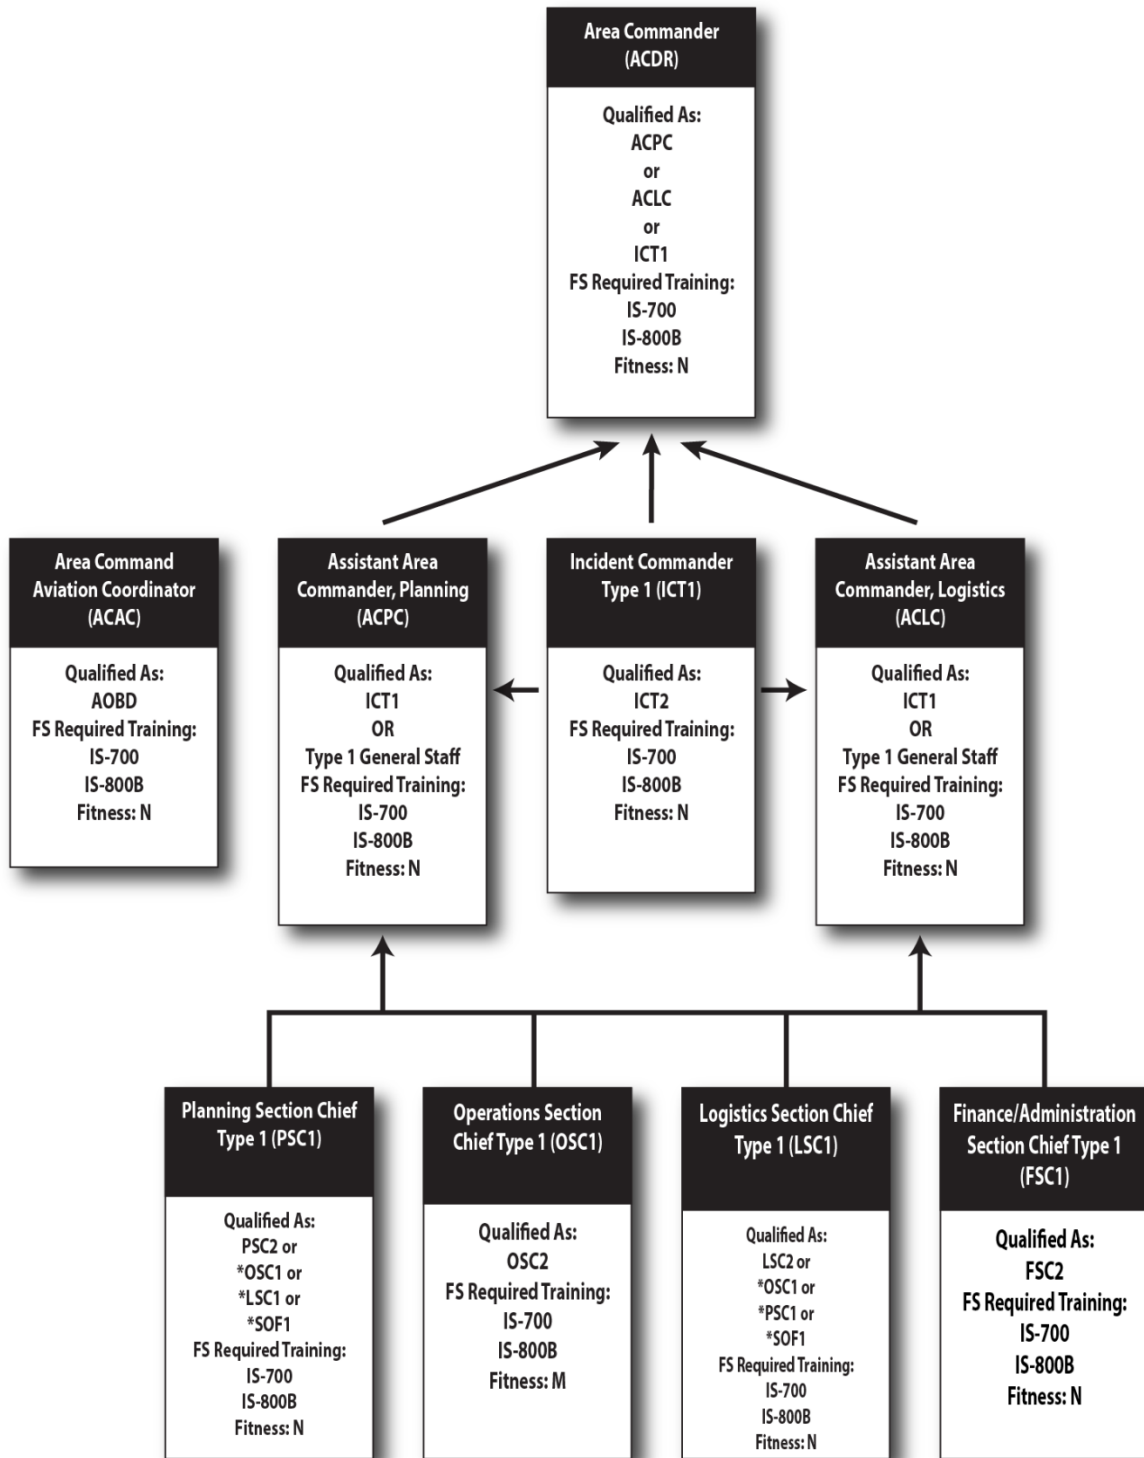 Area Commander
(ACDR)
Qualified As:
ACPC
or
ACLC
or
ICT1
FS Required Training:
IS-700
IS-800B
Fitness: N
Area Command
Aviation Coordinator
(ACAC)
Qualified As:
AOBD
FS Required Training:
IS-700
IS-800B
Fitness: N
Assistant Area
Commander, Planning
(ACPC)
Qualified As:
ICT1
OR
Type 1 General Staff
FS Required Training:
IS-700
IS-800B
Fitness: N
Incident Commander
Type 1 (ICT1)
Qualified As:
ICT2
FS Required Training:
IS-700
IS-800B
Fitness: N
Assistant Area
Commander, Logistics
(ACLC)
Qualified As:
ICT1
OR
Type 1 General Staff
FS Required Training:
IS-700
IS-800B
Fitness: N
Planning Section Chief
Type 1 (PSC1)
Qualified As:
PSC2 or
*OSC1 or
*LSC1 or
*SOF1
FS Required Training:
IS-700
IS-800B
Fitness: N
Operations Section
Chief Type 1 (OSC1)
Qualified As:
OSC2
FS Required Training:
IS-700
IS-800B
Fitness: M
Logistics Section Chief
Type 1 (LSC1)
Qualified As:
LSC2 or
*OSC1 or
*PSC1 or
*SOF1
FS Required Training:
IS-700
IS-800B
Fitness: N
Finance/Administration
Section Chief Type 1
(FSC1)
Qualified As:
FSC2
FS Required Training:
IS-700
IS-800B
Fitness: N